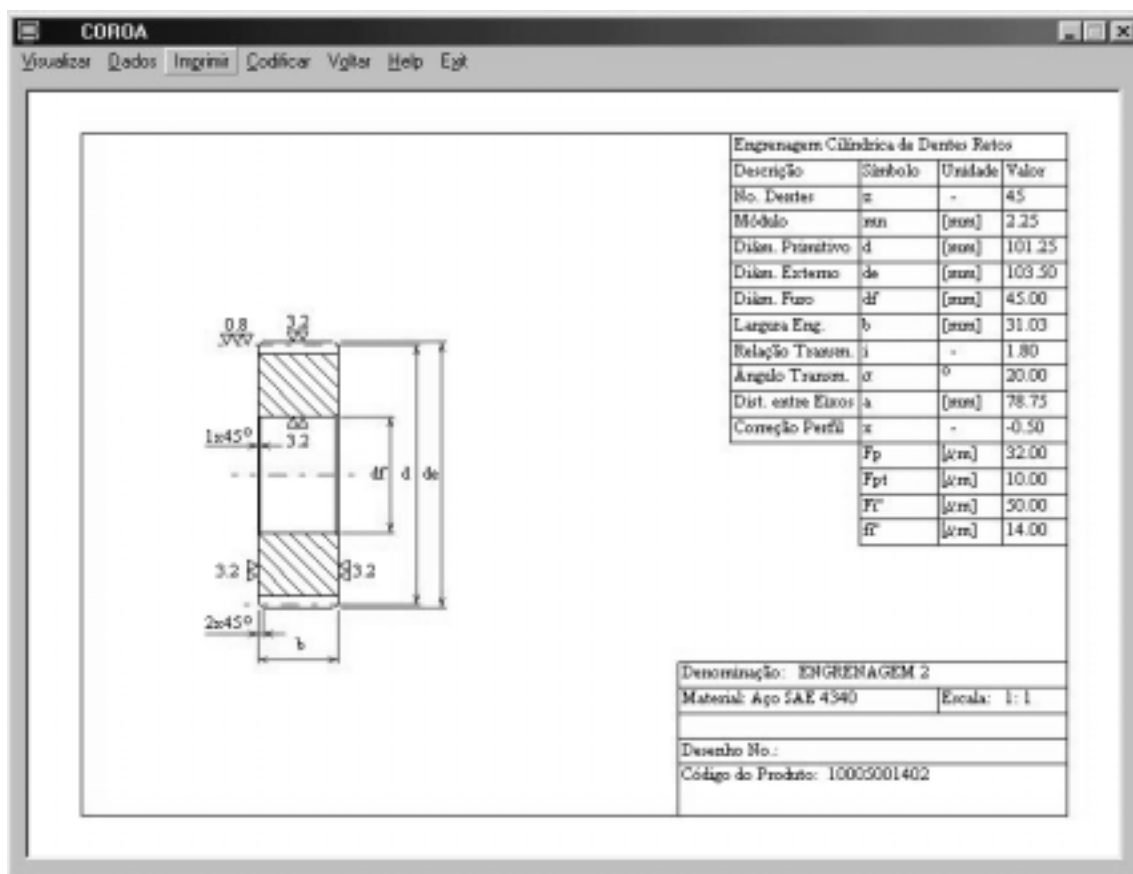 COROA
Visualizar Dados Imprimir Codificar Voltar Help Exit
Engrenagem Cilíndrica de Dentes Retos
Descrição Símbolo Unidade Valor
No. Dentes z - 45
Módulo mn [mm] 2.25
Diâm. Primitivo d [mm] 101.25
Diâm. Externo de [mm] 103.50
Diâm. Furo df [mm] 45.00
Largura Eng. b [mm] 31.03
Relação Transm. i - 1.80
Ângulo Transm. α o 20.00
Dist. entre Eixos a [mm] 78.75
Correção Perfil x - -0.50
Fp [μm] 32.00
Fpt [μm] 10.00
Fi" [μm] 50.00
fi" [μm] 14.00
0.8 3.2
1x45º 3.2
df d de
3.2 3.2
2x45º
b
Denominação: ENGRENAGEM 2
Material: Aço SAE 4340 Escala: 1:1
Desenho No.:
Código do Produto: 10005001402